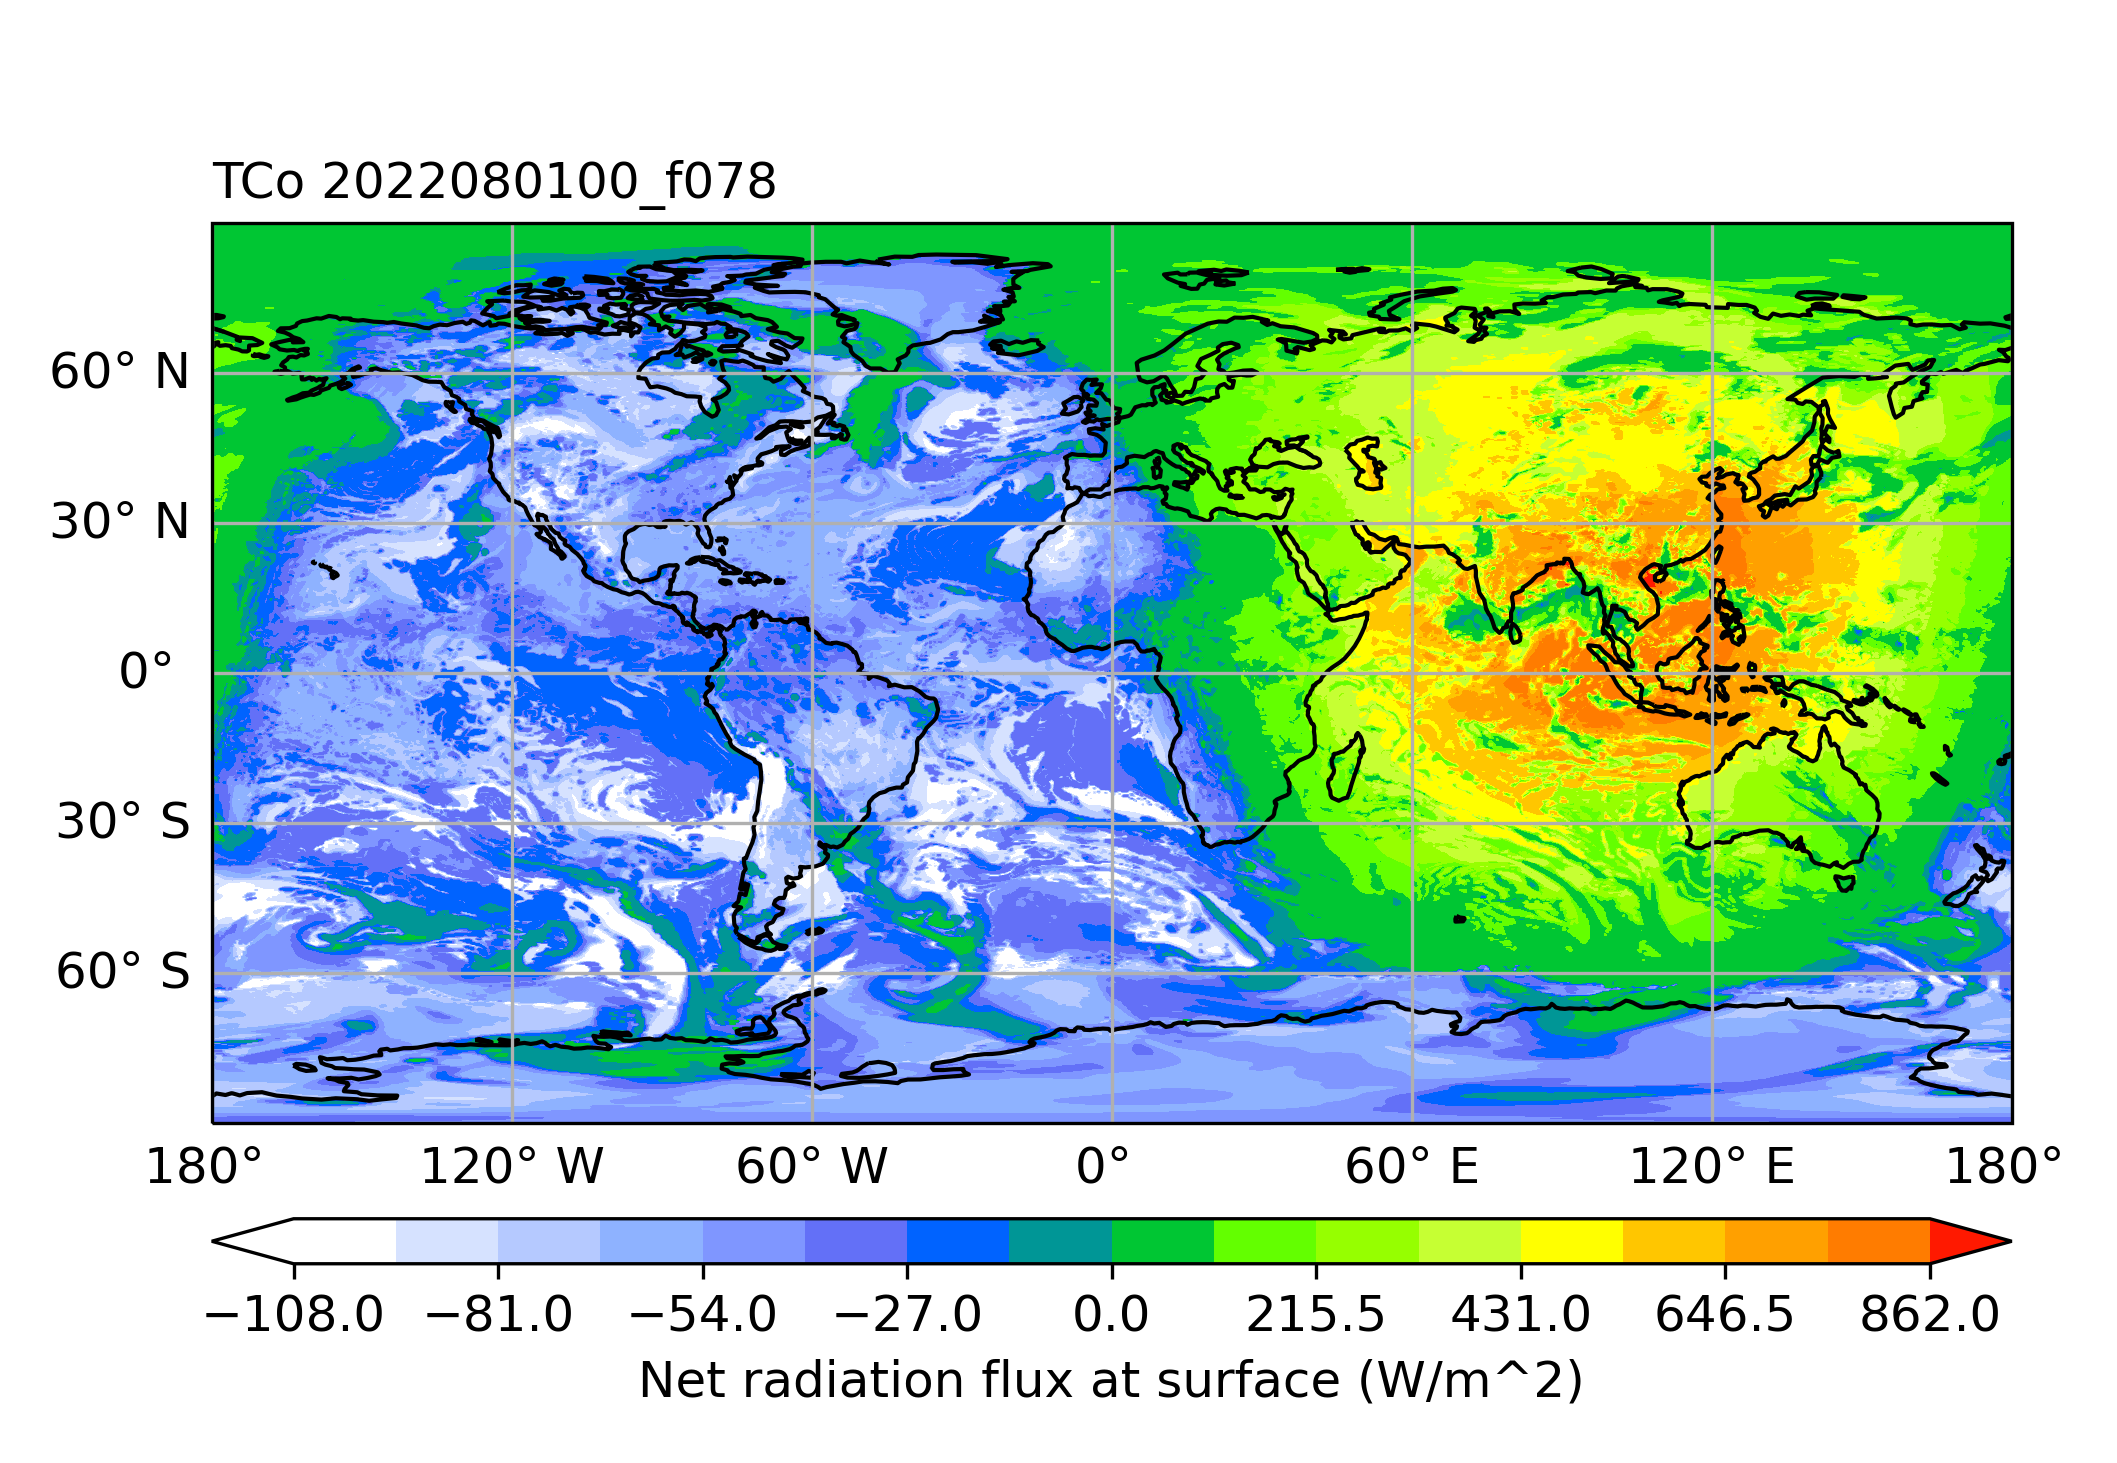 TCo 2022080100_f078
60° N
30° N
0°
30° S
60° S
180° 120° W 60° W 0° 60° E 120° E 180°
−108.0 −81.0 −54.0 −27.0 0.0 215.5 431.0 646.5 862.0
Net radiation flux at surface (W/m^2)